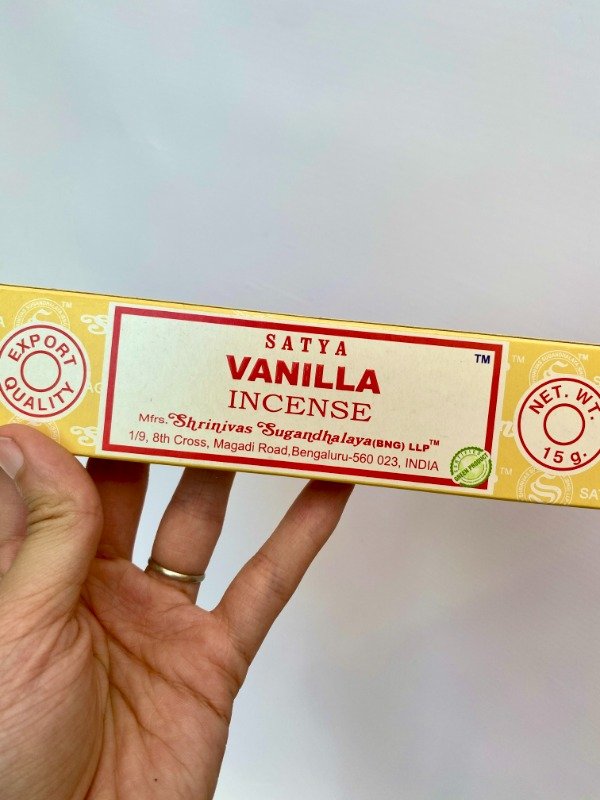 EXPORT
QUALITY
SATYA
TM
VANILLA
INCENSE
Mfrs. Shrinivas Sugandhalaya (BNG) LLP™
1/9, 8th Cross, Magadi Road,Bengaluru-560 023, INDIA
NET. WT.
15 g.